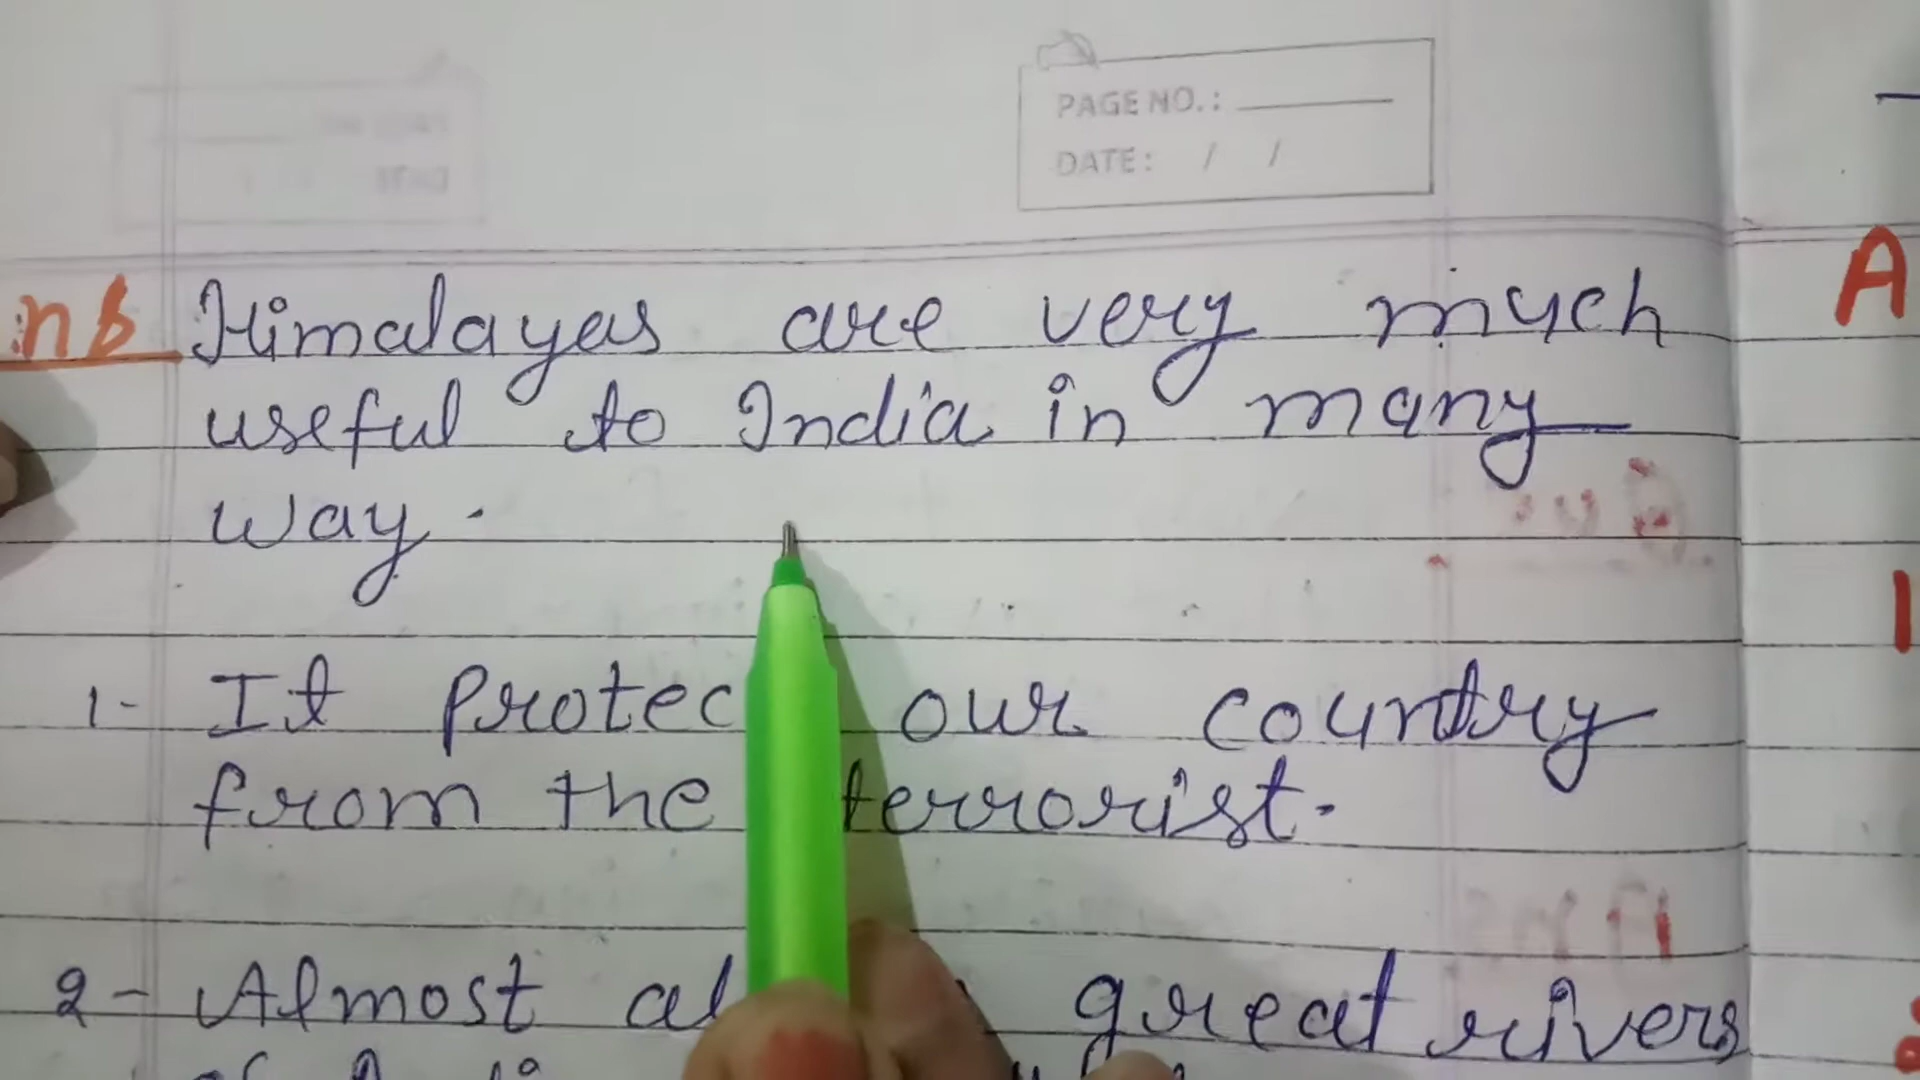 PAGE NO.:
DATE: / /
Himalayas are very much
useful to India in many
way.
1- It protec our country
from the terrorist.
2- Almost al great rivers
A
1